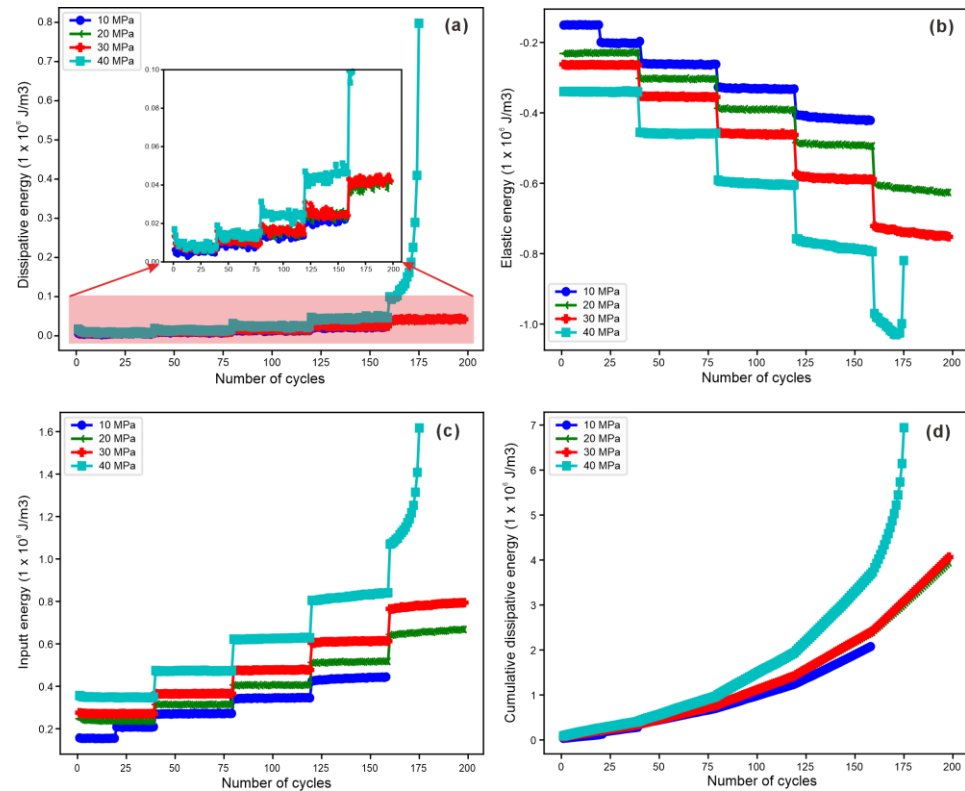 (a)
10 MPa
20 MPa
30 MPa
40 MPa
Dissipative energy (1 x 10⁶ J/m3)
0.8
0.7
0.6
0.5
0.4
0.3
0.2
0.1
0.0
0.10
0.08
0.06
0.04
0.02
0.00
0 25 50 75 100 125 150 175 200
0 25 50 75 100 125 150 175 200
Number of cycles
(b)
Elastic energy (1 x 10⁶ J/m3)
-0.2
-0.4
-0.6
-0.8
-1.0
10 MPa
20 MPa
30 MPa
40 MPa
0 25 50 75 100 125 150 175 200
Number of cycles
(c)
10 MPa
20 MPa
30 MPa
40 MPa
Inputt energy (1 x 10⁶ J/m3)
1.6
1.4
1.2
1.0
0.8
0.6
0.4
0.2
0 25 50 75 100 125 150 175 200
Number of cycles
(d)
10 MPa
20 MPa
30 MPa
40 MPa
Cumulative dissipative energy (1 x 10⁶ J/m3)
7
6
5
4
3
2
1
0
0 25 50 75 100 125 150 175 200
Number of cycles